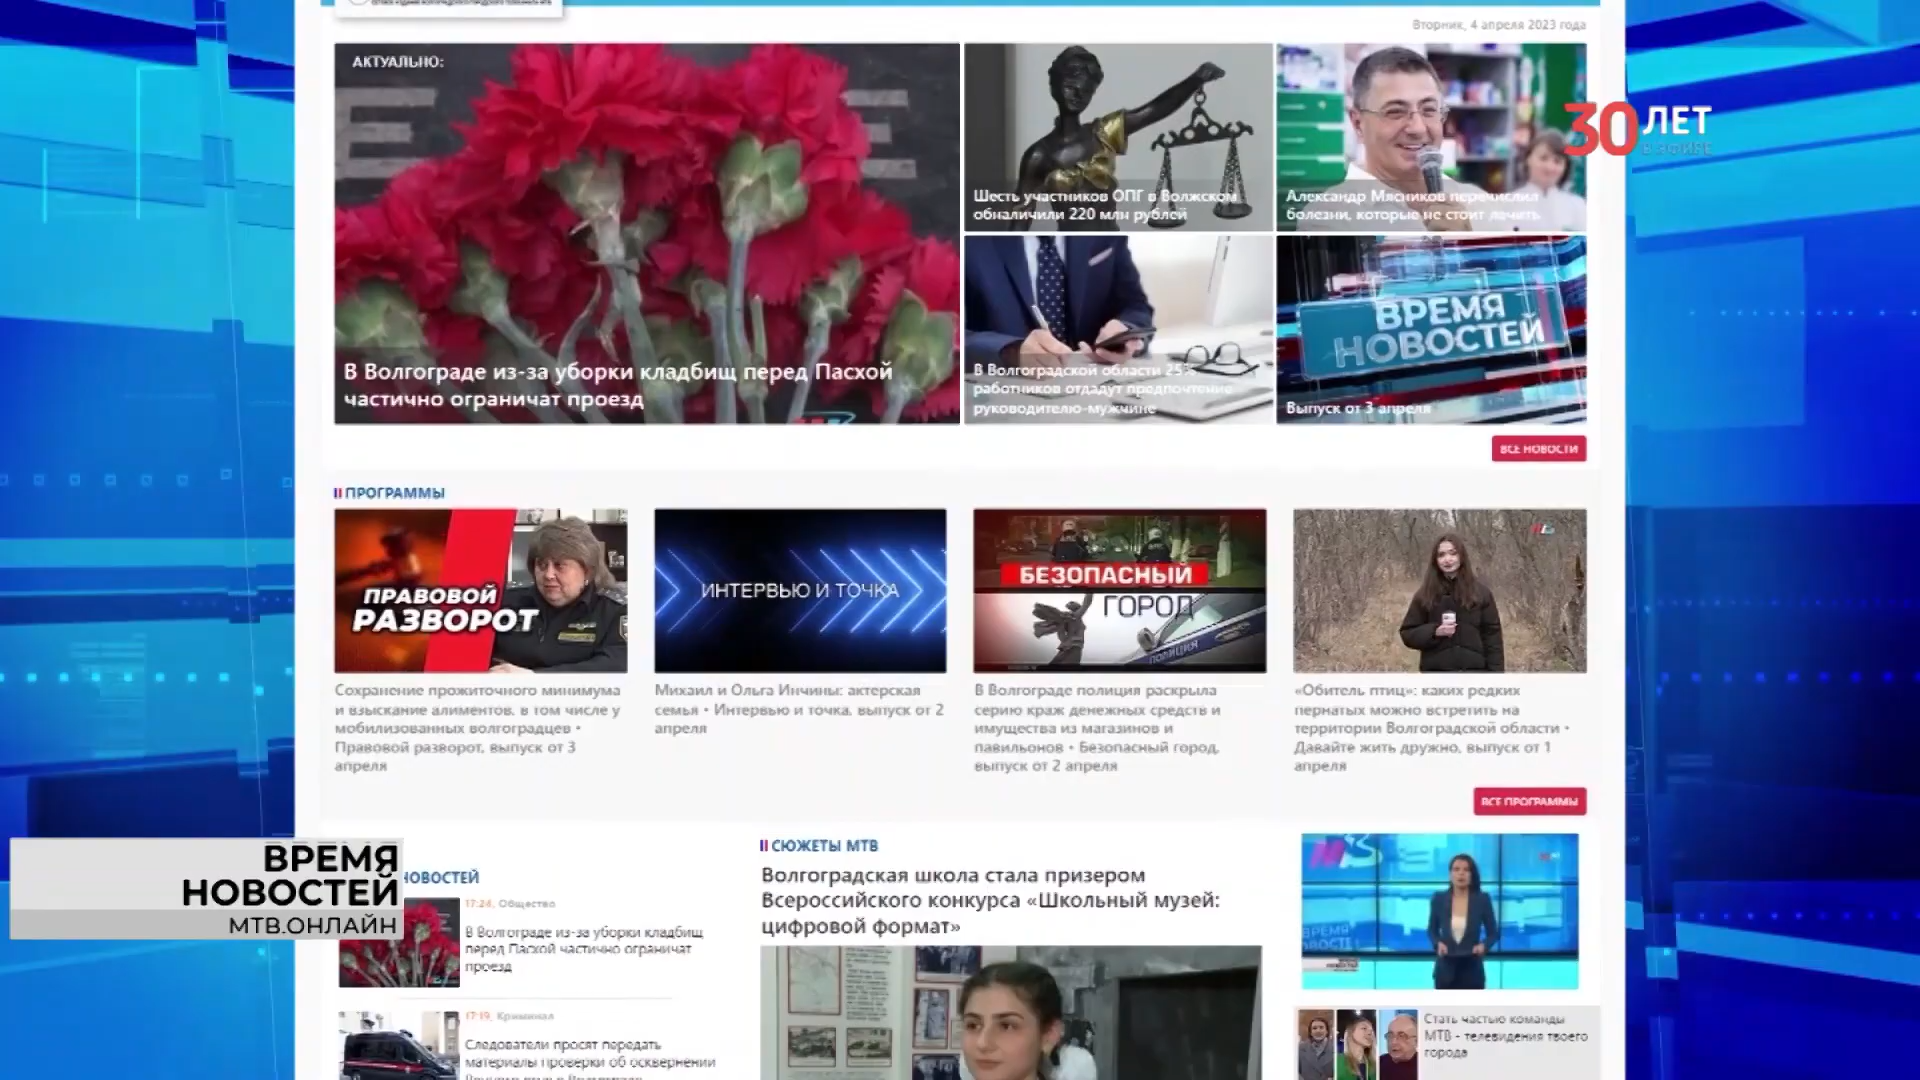 Вторник, 4 апреля 2023 года
АКТУАЛЬНО:
В Волгограде из-за уборки кладбищ перед Пасхой
частично ограничат проезд
Шесть участников ОПГ в Волжском
обналичили 220 млн рублей
Александр Мясников перечислил
болезни, которые не стоит лечить
30 ЛЕТ
В ЭФИРЕ
В Волгоградской области 25%
работников отдадут предпочтение
руководителю-мужчине
ВРЕМЯ
НОВОСТЕЙ
Выпуск от 3 апреля
ВСЕ НОВОСТИ
ПРОГРАММЫ
ПРАВОВОЙ
РАЗВОРОТ
Сохранение прожиточного минимума
и взыскание алиментов, в том числе у
мобилизованных волгоградцев •
Правовой разворот, выпуск от 3
апреля
ИНТЕРВЬЮ И ТОЧКА
Михаил и Ольга Инчины: актерская
семья • Интервью и точка, выпуск от 2
апреля
БЕЗОПАСНЫЙ
ГОРОД
ПОЛИЦИЯ
В Волгограде полиция раскрыла
серию краж денежных средств и
имущества из магазинов и
павильонов • Безопасный город,
выпуск от 2 апреля
«Обитель птиц»: каких редких
пернатых можно встретить на
территории Волгоградской области •
Давайте жить дружно, выпуск от 1
апреля
ВСЕ ПРОГРАММЫ
ВРЕМЯ
НОВОСТЕЙ
МТВ.ОНЛАЙН
НОВОСТЕЙ
17:24, Общество
В Волгограде из-за уборки кладбищ
перед Пасхой частично ограничат
проезд
17:19, Криминал
Следователи просят передать
материалы проверки об осквернении
СЮЖЕТЫ МТВ
Волгоградская школа стала призером
Всероссийского конкурса «Школьный музей:
цифровой формат»
ВРЕМЯ
НОВОСТЕЙ
Стать частью команды
МТВ - телевидения твоего
города